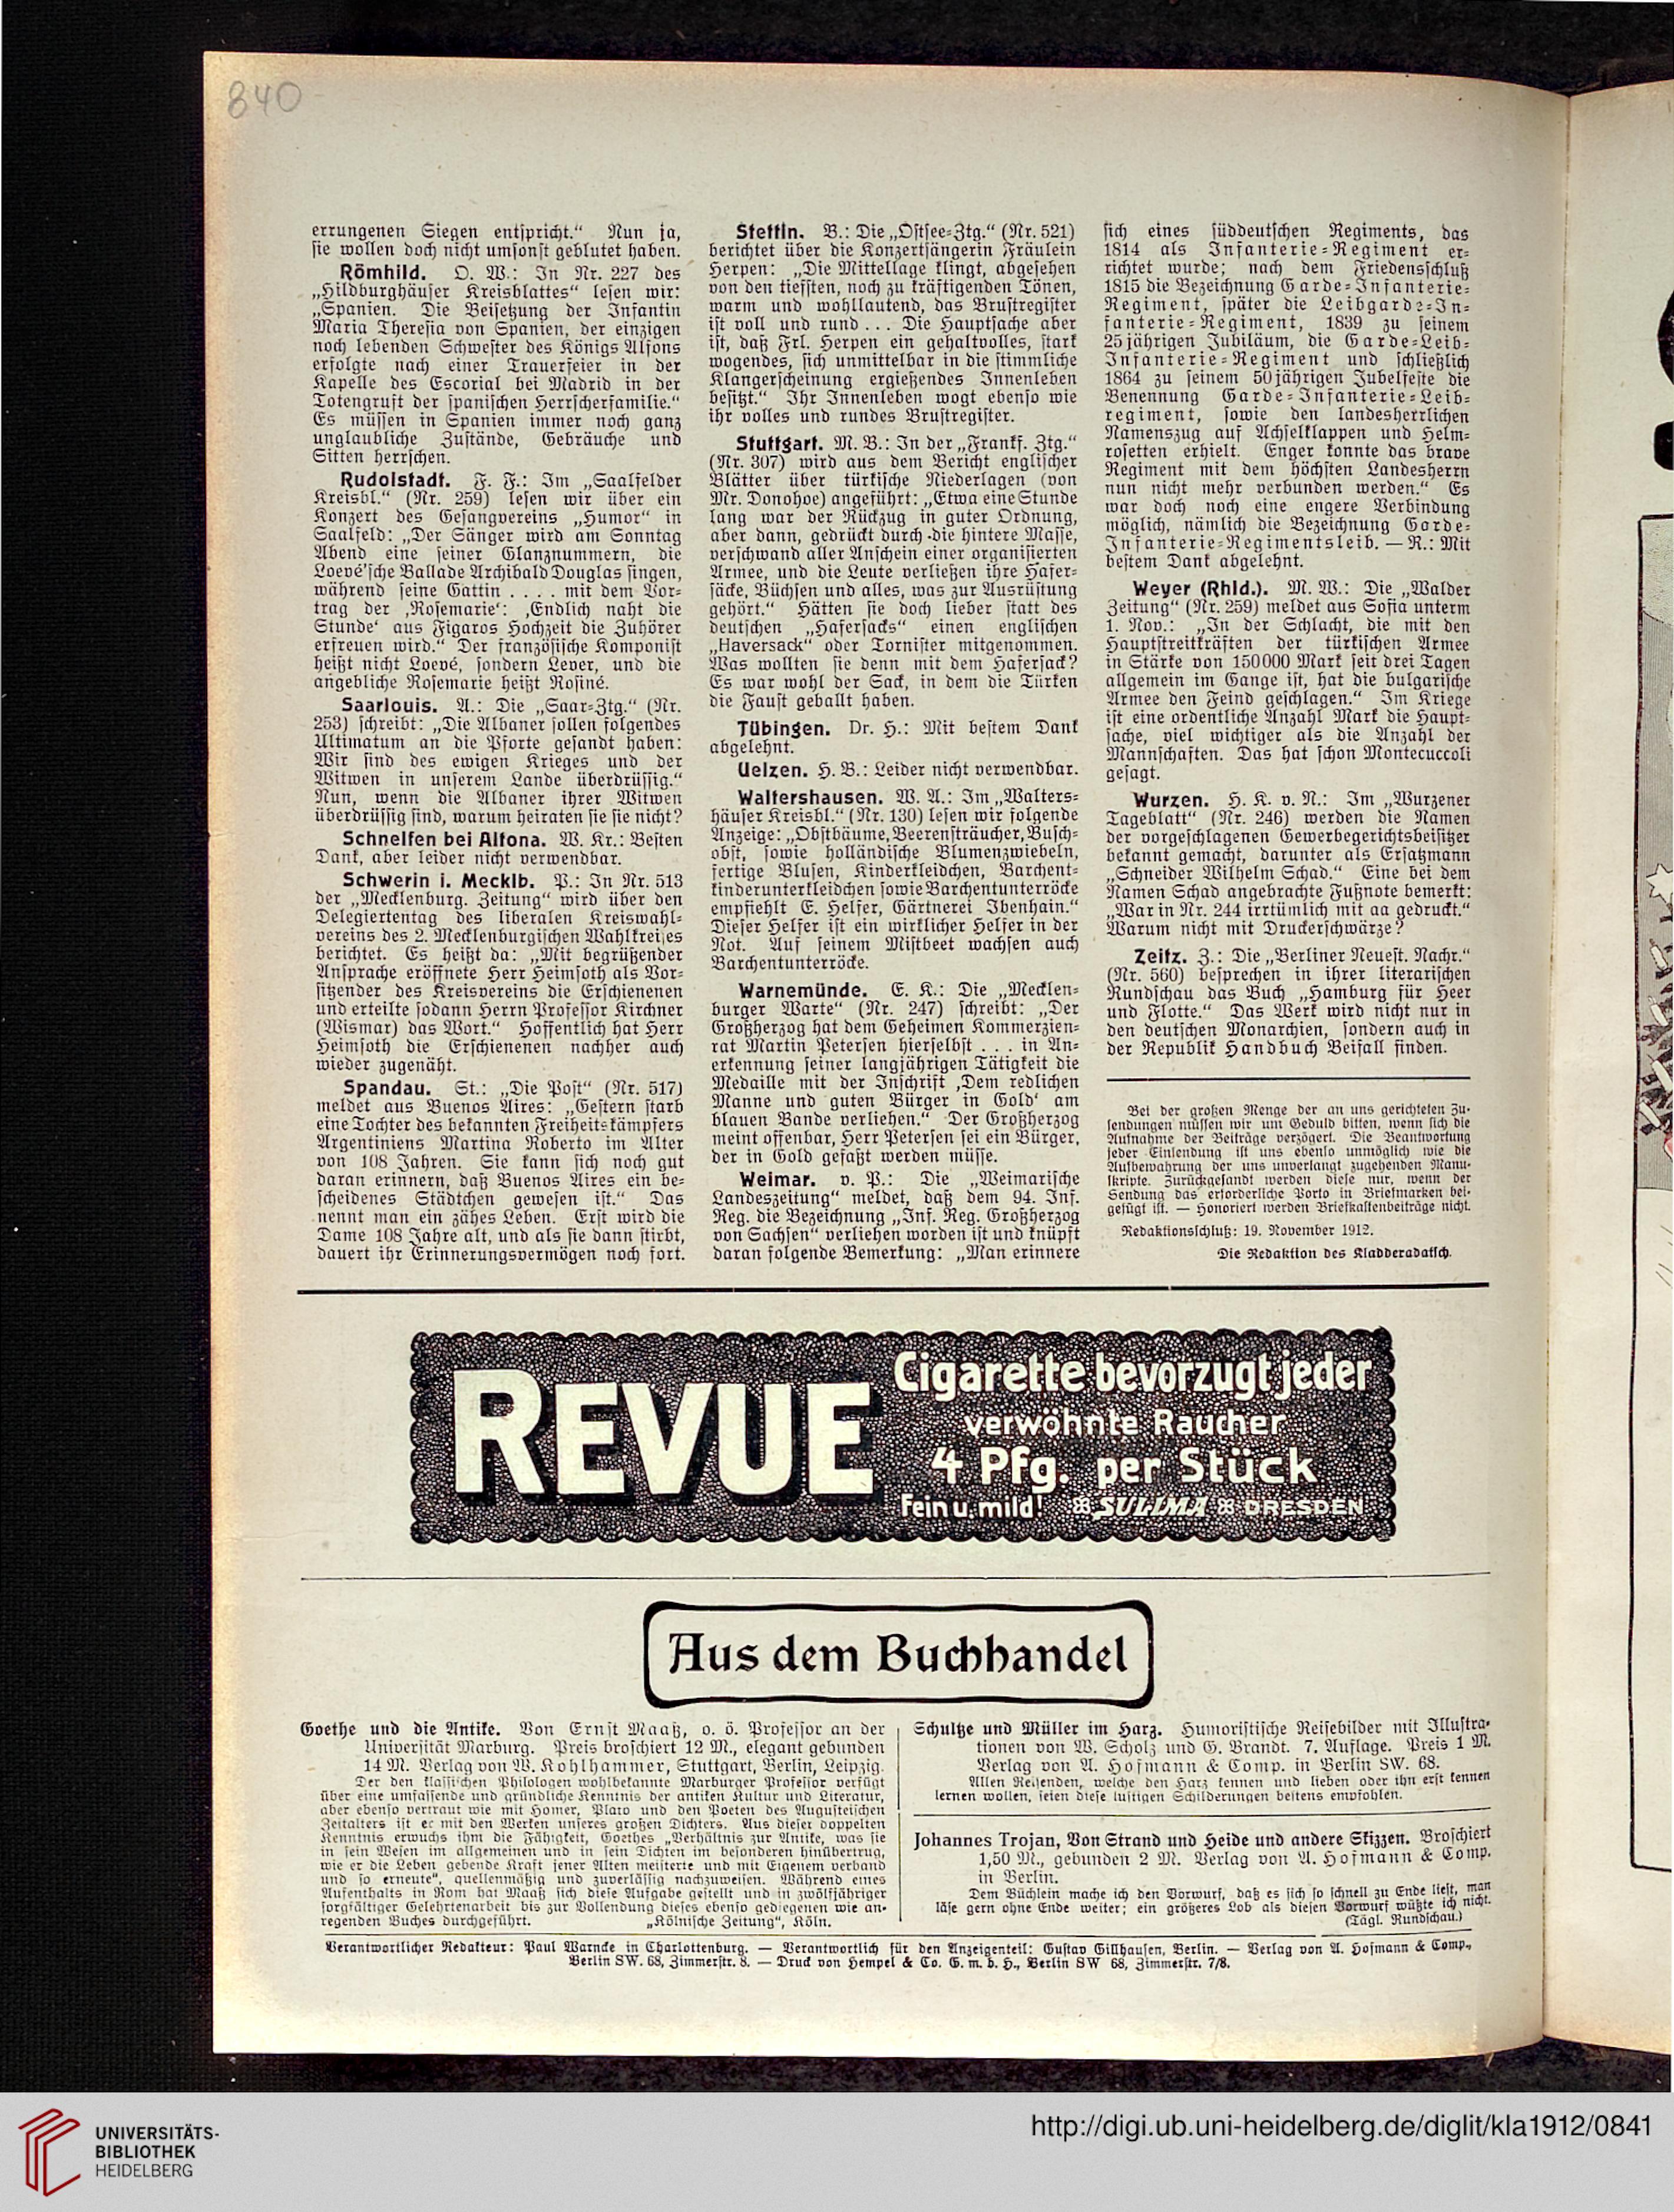 840
errungenen Siegen entspricht.“ Nun ja,
sie wollen doch nicht umsonst geblutet haben.
Römhild. O. W.: In Nr. 227 des
„Hildburghäuser Kreisblattes“ lesen wir:
„Spanien. Die Beisetzung der Infantin
Maria Theresia von Spanien, der einzigen
noch lebenden Schwester des Königs Alfons
erfolgte nach einer Trauerfeier in der
Kapelle des Escorial bei Madrid in der
Totengruft der spanischen Herrscherfamilie.“
Es müssen in Spanien immer noch ganz
unglaubliche Zustände, Gebräuche und
Sitten herrschen.
Rudolstadt. F. F.: Im „Saalfelder
Kreisbl.“ (Nr. 259) lesen wir über ein
Konzert des Gesangvereins „Humor“ in
Saalfeld: „Der Sänger wird am Sonntag
Abend eine seiner Glanznummern, die
Loevé'sche Ballade Archibald Douglas singen,
während seine Gattin . . . . mit dem Vor-
trag der ‚Rosemarie‘: ‚Endlich naht die
Stunde‘ aus Figaros Hochzeit die Zuhörer
erfreuen wird.“ Der französische Komponist
heißt nicht Loevé, sondern Lever, und die
angebliche Rosemarie heißt Rosiné.
Saarlouis. A.: Die „Saar-Ztg.“ (Nr.
253) schreibt: „Die Albaner sollen folgendes
Ultimatum an die Pforte gesandt haben:
Wir sind des ewigen Krieges und der
Witwen in unserem Lande überdrüssig.“
Nun, wenn die Albaner ihrer Witwen
überdrüssig sind, warum heiraten sie sie nicht?
Schnelsen bei Altona. W. Kr.: Besten
Dank, aber leider nicht verwendbar.
Schwerin i. Mecklb. P.: In Nr. 513
der „Mecklenburg. Zeitung“ wird über den
Delegiertentag des liberalen Kreiswahl-
vereins des 2. Mecklenburgischen Wahlkreises
berichtet. Es heißt da: „Mit begrüßender
Ansprache eröffnete Herr Heimsoth als Vor-
sitzender des Kreisvereins die Erschienenen
und erteilte sodann Herrn Professor Kirchner
(Wismar) das Wort.“ Hoffentlich hat Herr
Heimsoth die Erschienenen nachher auch
wieder zugenäht.
Spandau. St.: „Die Post“ (Nr. 517)
meldet aus Buenos Aires: „Gestern starb
eine Tochter des bekannten Freiheitskämpfers
Argentiniens Martina Roberto im Alter
von 108 Jahren. Sie kann sich noch gut
daran erinnern, daß Buenos Aires ein be-
scheidenes Städtchen gewesen ist.“ Das
nennt man ein zähes Leben. Erst wird die
Dame 108 Jahre alt, und als sie dann stirbt,
dauert ihr Erinnerungsvermögen noch fort.
Stettin. B.: Die „Ostsee-Ztg.“ (Nr. 521)
berichtet über die Konzertsängerin Fräulein
Herpen: „Die Mittellage klingt, abgesehen
von den tiefsten, noch zu kräftigenden Tönen,
warm und wohllautend, das Brustregister
ist voll und rund . . . Die Hauptsache aber
ist, daß Frl. Herpen ein gehaltvolles, stark
wogendes, sich unmittelbar in die stimmliche
Klangerscheinung ergießendes Innenleben
besitzt.“ Ihr Innenleben wogt ebenso wie
ihr volles und rundes Brustregister.
Stuttgart. M. B.: In der „Frankf. Ztg.“
(Nr. 307) wird aus dem Bericht englischer
Blätter über türkische Niederlagen (von
Mr. Donohoe) angeführt: „Etwa eine Stunde
lang war der Rückzug in guter Ordnung,
aber dann, gedrückt durch die hintere Masse,
verschwand aller Anschein einer organisierten
Armee, und die Leute verließen ihre Hafer-
säcke, Büchsen und alles, was zur Ausrüstung
gehört.“ Hätten sie doch lieber statt des
deutschen „Hafersacks“ einen englischen
„Haversack“ oder Tornister mitgenommen.
Was wollten sie denn mit dem Hafersack?
Es war wohl der Sack, in dem die Türken
die Faust geballt haben.
Tübingen. Dr. H.: Mit bestem Dank
abgelehnt.
Uelzen. H. B.: Leider nicht verwendbar.
Waltershausen. W. A.: Im „Walters-
häuser Kreisbl.“ (Nr. 130) lesen wir folgende
Anzeige: „Obstbäume, Beerensträucher, Busch-
obst, sowie holländische Blumenzwiebeln,
fertige Blusen, Kinderkleidchen, Barchent-
kinderunterkleidchen sowie Barchentunterröcke
empfiehlt E. Helfer, Gärtnerei Ibenhain.“
Dieser Helfer ist ein wirklicher Helfer in der
Not. Auf seinem Mistbeet wachsen auch
Barchentunterröcke.
Warnemünde. E. K.: Die „Mecklen-
burger Warte“ (Nr. 247) schreibt: „Der
Großherzog hat dem Geheimen Kommerzien-
rat Martin Petersen hierselbst . . . in An-
erkennung seiner langjährigen Tätigkeit die
Medaille mit der Inschrift ‚Dem redlichen
Manne und guten Bürger in Gold‘ am
blauen Bande verliehen.“ Der Großherzog
meint offenbar, Herr Petersen sei ein Bürger,
der in Gold gefaßt werden müsse.
Weimar. v. P.: Die „Weimarische
Landeszeitung“ meldet, daß dem 94. Inf.
Reg. die Bezeichnung „Inf. Reg. Großherzog
von Sachsen“ verliehen worden ist und knüpft
daran folgende Bemerkung: „Man erinnere
sich eines süddeutschen Regiments, das
1814 als Infanterie-Regiment er-
richtet wurde; nach dem Friedensschluß
1815 die Bezeichnung Garde-Infanterie-
Regiment, später die Leibgarde-In-
fanterie-Regiment, 1839 zu seinem
25 jährigen Jubiläum, die Garde-Leib-
Infanterie-Regiment und schließlich
1864 zu seinem 50 jährigen Jubelfeste die
Benennung Garde-Infanterie-Leib-
regiment, sowie den landesherrlichen
Namenszug auf Achselklappen und Helm-
rosetten erhielt. Enger konnte das brave
Regiment mit dem höchsten Landesherrn
nun nicht mehr verbunden werden.“ Es
war doch noch eine engere Verbindung
möglich, nämlich die Bezeichnung Garde-
Infanterie-Regimentsleib. — R.: Mit
bestem Dank abgelehnt.
Weyer (Rhld.). M. W.: Die „Walder
Zeitung“ (Nr. 259) meldet aus Sofia unterm
1. Nov.: „In der Schlacht, die mit den
Hauptstreitkräften der türkischen Armee
in Stärke von 150000 Mark seit drei Tagen
allgemein im Gange ist, hat die bulgarische
Armee den Feind geschlagen.“ Im Kriege
ist eine ordentliche Anzahl Mark die Haupt-
sache, viel wichtiger als die Anzahl der
Mannschaften. Das hat schon Montecuccoli
gesagt.
Wurzen. H. K. v. N.: Im „Wurzener
Tageblatt“ (Nr. 246) werden die Namen
der vorgeschlagenen Gewerbegerichtsbeisitzer
bekannt gemacht, darunter als Ersatzmann
„Schneider Wilhelm Schad.“ Eine bei dem
Namen Schad angebrachte Fußnote bemerkt:
„War in Nr. 244 irrtümlich mit aa gedruckt.“
Warum nicht mit Druckerschwärze?
Zeitz. Z.: Die „Berliner Neuest. Nachr.“
(Nr. 560) besprechen in ihrer literarischen
Rundschau das Buch „Hamburg für Heer
und Flotte.“ Das Werk wird nicht nur in
den deutschen Monarchien, sondern auch in
der Republik Handbuch Beifall finden.
Bei der großen Menge der an uns gerichteten Zu-
sendungen müssen wir um Geduld bitten, wenn sich die
Aufnahme der Beiträge verzögert. Die Beantwortung
jeder Einsendung ist uns ebenso unmöglich wie die
Aufbewahrung der uns unverlangt zugehenden Manu-
skripte. Zurückgesandt werden diese nur, wenn der
Sendung das erforderliche Porto in Briefmarken bei-
gefügt ist. — Honoriert werden Briefkastenbeiträge nicht.
Redaktionsschluß: 19. November 1912.
Die Redaktion des Kladderadatsch.
REVUE
Cigarette bevorzugt jeder
verwöhnte Raucher
4 Pfg. per Stück
Fein u. mild! SULIMA DRESDEN
Aus dem Buchhandel
Goethe und die Antike. Von Ernst Maaß, o. ö. Professor an der
Universität Marburg. Preis broschiert 12 M., elegant gebunden
14 M. Verlag von W. Kohlhammer, Stuttgart, Berlin, Leipzig.
Der den klassischen Philologen wohlbekannte Marburger Professor verfügt
über eine umfassende und gründliche Kenntnis der antiken Kultur und Literatur,
aber ebenso vertraut wie mit Homer, Plato und den Poeten des Augusteischen
Zeitalters ist er mit den Werken unseres großen Dichters. Aus dieser doppelten
Kenntnis erwuchs ihm die Fähigkeit, Goethes „Verhältnis zur Antike, was sie
in sein Wesen im allgemeinen und in sein Dichten im besonderen hinübertrug,
wie er die Leben gebende Kraft jener Alten meisterte und mit Eigenem verband
und so erneute“, quellenmäßig und zuverlässig nachzuweisen. Während eines
Aufenthalts in Rom hat Maaß sich diese Aufgabe gestellt und in zwölfjähriger
sorgfältiger Gelehrtenarbeit bis zur Vollendung dieses ebenso gediegenen wie an-
regenden Buches durchgeführt. „Kölnische Zeitung“, Köln.
Schultze und Müller im Harz. Humoristische Reisebilder mit Illustra-
tionen von W. Scholz und G. Brandt. 7. Auflage. Preis 1 M.
Verlag von A. Hofmann & Comp. in Berlin SW. 68.
Allen Reisenden, welche den Harz kennen und lieben oder ihn erst kennen
lernen wollen, seien diese lustigen Schilderungen bestens empfohlen.
Johannes Trojan, Von Strand und Heide und andere Skizzen. Broschiert
1,50 M., gebunden 2 M. Verlag von A. Hofmann & Comp.
in Berlin.
Dem Büchlein mache ich den Vorwurf, daß es sich so schnell zu Ende liest, man
läse gern ohne Ende weiter; ein größeres Lob als diesen Vorwurf wüßte ich nicht.
(Tägl. Rundschau.)
Verantwortlicher Redakteur: Paul Warncke in Charlottenburg. — Verantwortlich für den Anzeigenteil: Gustav Gillhausen, Berlin. — Verlag von A. Hofmann & Comp.,
Berlin SW. 68, Zimmerstr. 8. — Druck von Hempel & Co. G. m. b. H., Berlin SW 68, Zimmerstr. 7/8.
UNIVERSITÄTS-
BIBLIOTHEK
HEIDELBERG
http://digi.ub.uni-heidelberg.de/diglit/kla1912/0841